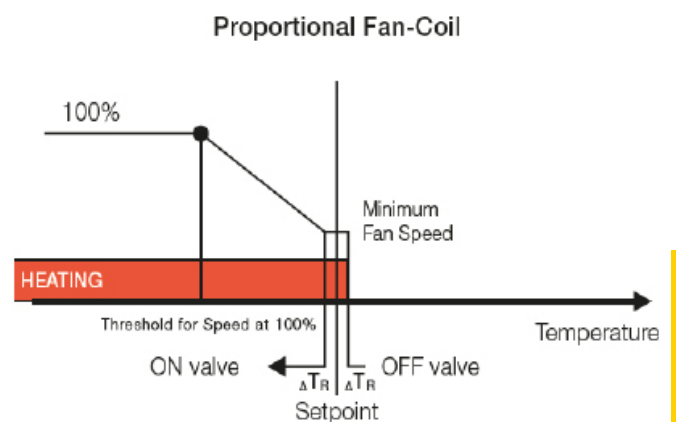 Proportional Fan-Coil
100%
Minimum
Fan Speed
HEATING
Threshold for Speed at 100%
Temperature
ON valve
ΔTR ΔTR
OFF valve
Setpoint